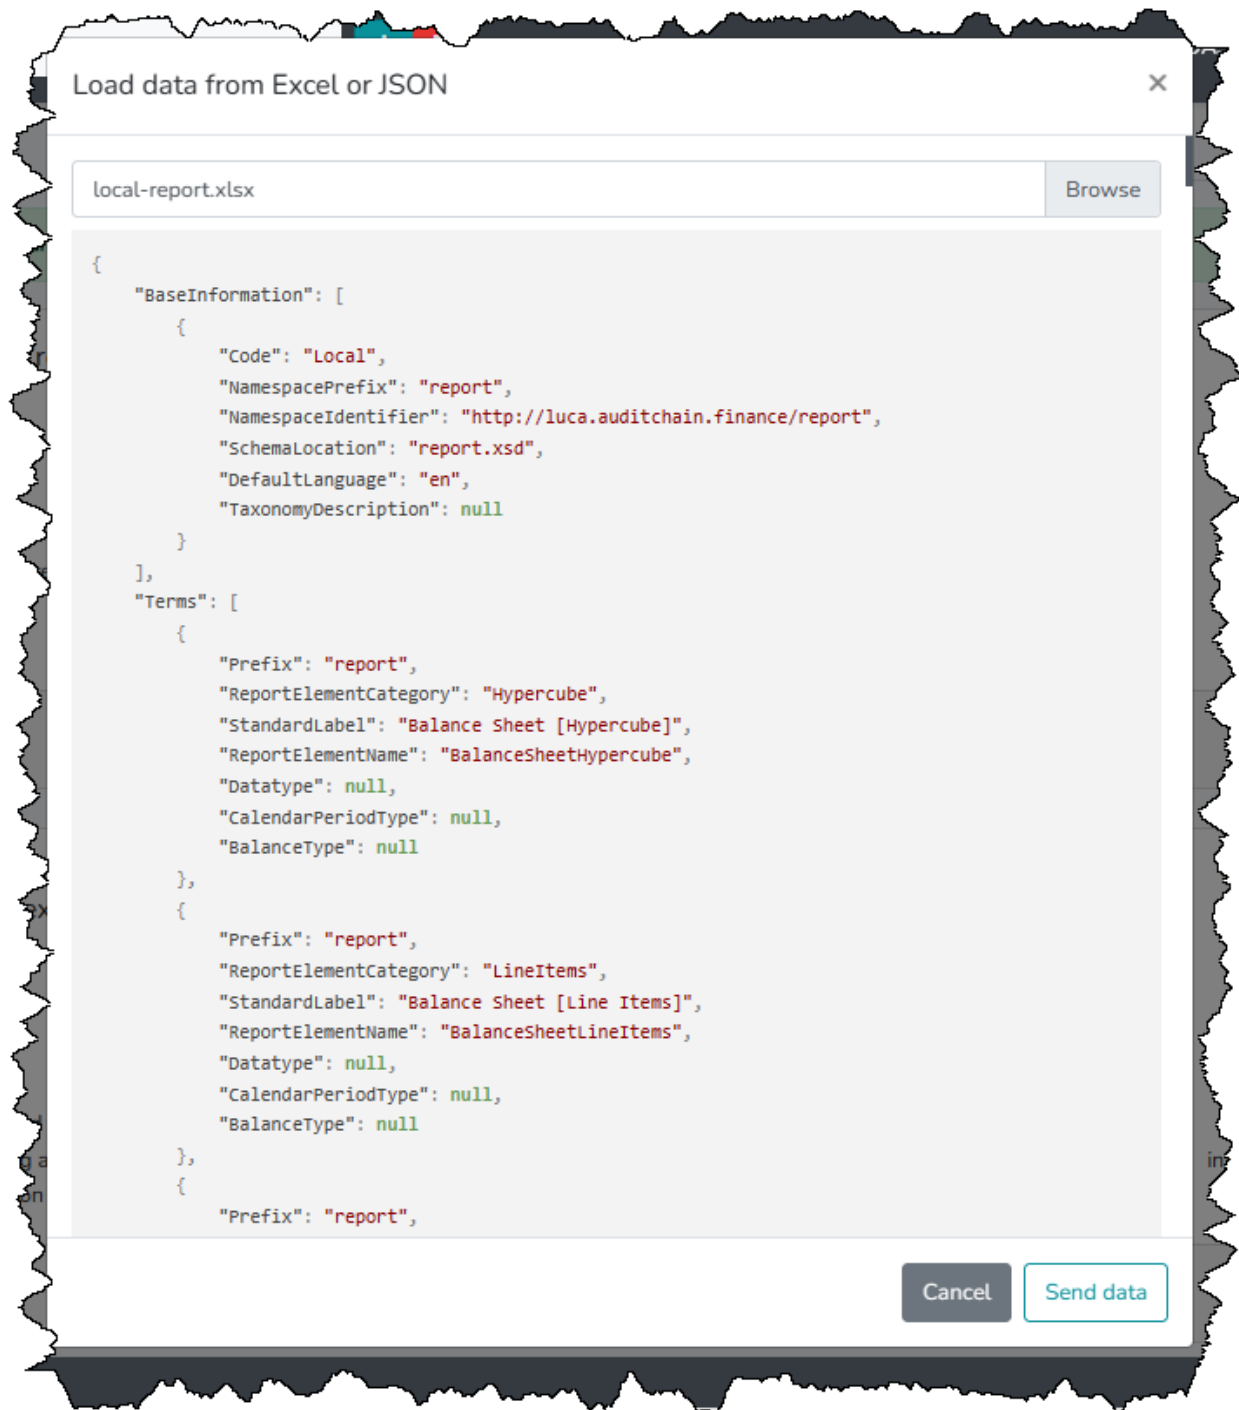 Load data from Excel or JSON ×
local-report.xlsx Browse
{
    "BaseInformation": [
        {
            "Code": "Local",
            "NamespacePrefix": "report",
            "NamespaceIdentifier": "http://luca.auditchain.finance/report",
            "SchemaLocation": "report.xsd",
            "DefaultLanguage": "en",
            "TaxonomyDescription": null
        }
    ],
    "Terms": [
        {
            "Prefix": "report",
            "ReportElementCategory": "Hypercube",
            "StandardLabel": "Balance Sheet [Hypercube]",
            "ReportElementName": "BalanceSheetHypercube",
            "Datatype": null,
            "CalendarPeriodType": null,
            "BalanceType": null
        },
        {
            "Prefix": "report",
            "ReportElementCategory": "LineItems",
            "StandardLabel": "Balance Sheet [Line Items]",
            "ReportElementName": "BalanceSheetLineItems",
            "Datatype": null,
            "CalendarPeriodType": null,
            "BalanceType": null
        },
        {
            "Prefix": "report",
Cancel Send data